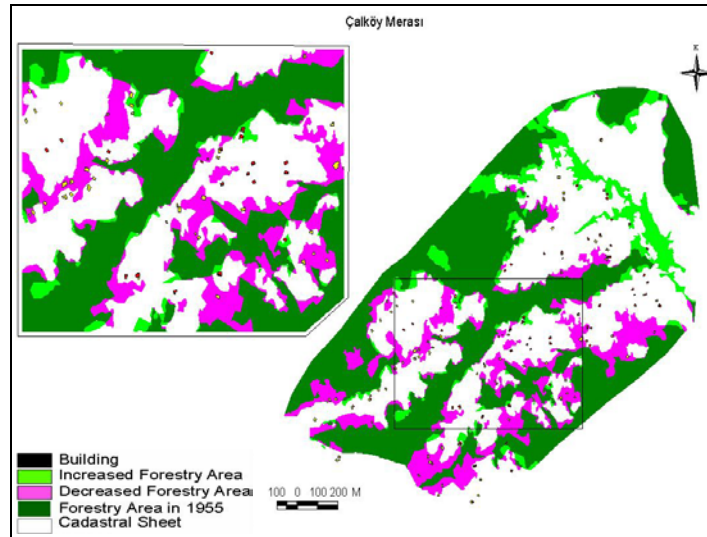 Çalköy Merası
K
Building
Increased Forestry Area
Decreased Forestry Area
Forestry Area in 1955
Cadastral Sheet
100 0 100 200 M